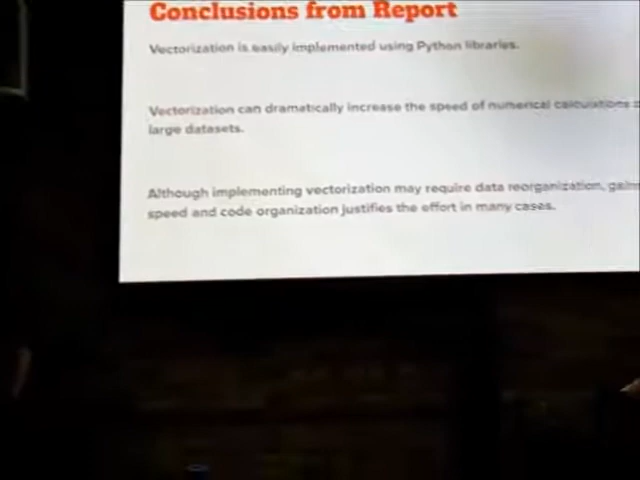 Conclusions from Report
Vectorization is easily implemented using Python libraries.
Vectorization can dramatically increase the speed of numerical calculations
large datasets.
Although implementing vectorization may require data reorganization,
speed and code organization justifies the effort in many cases.